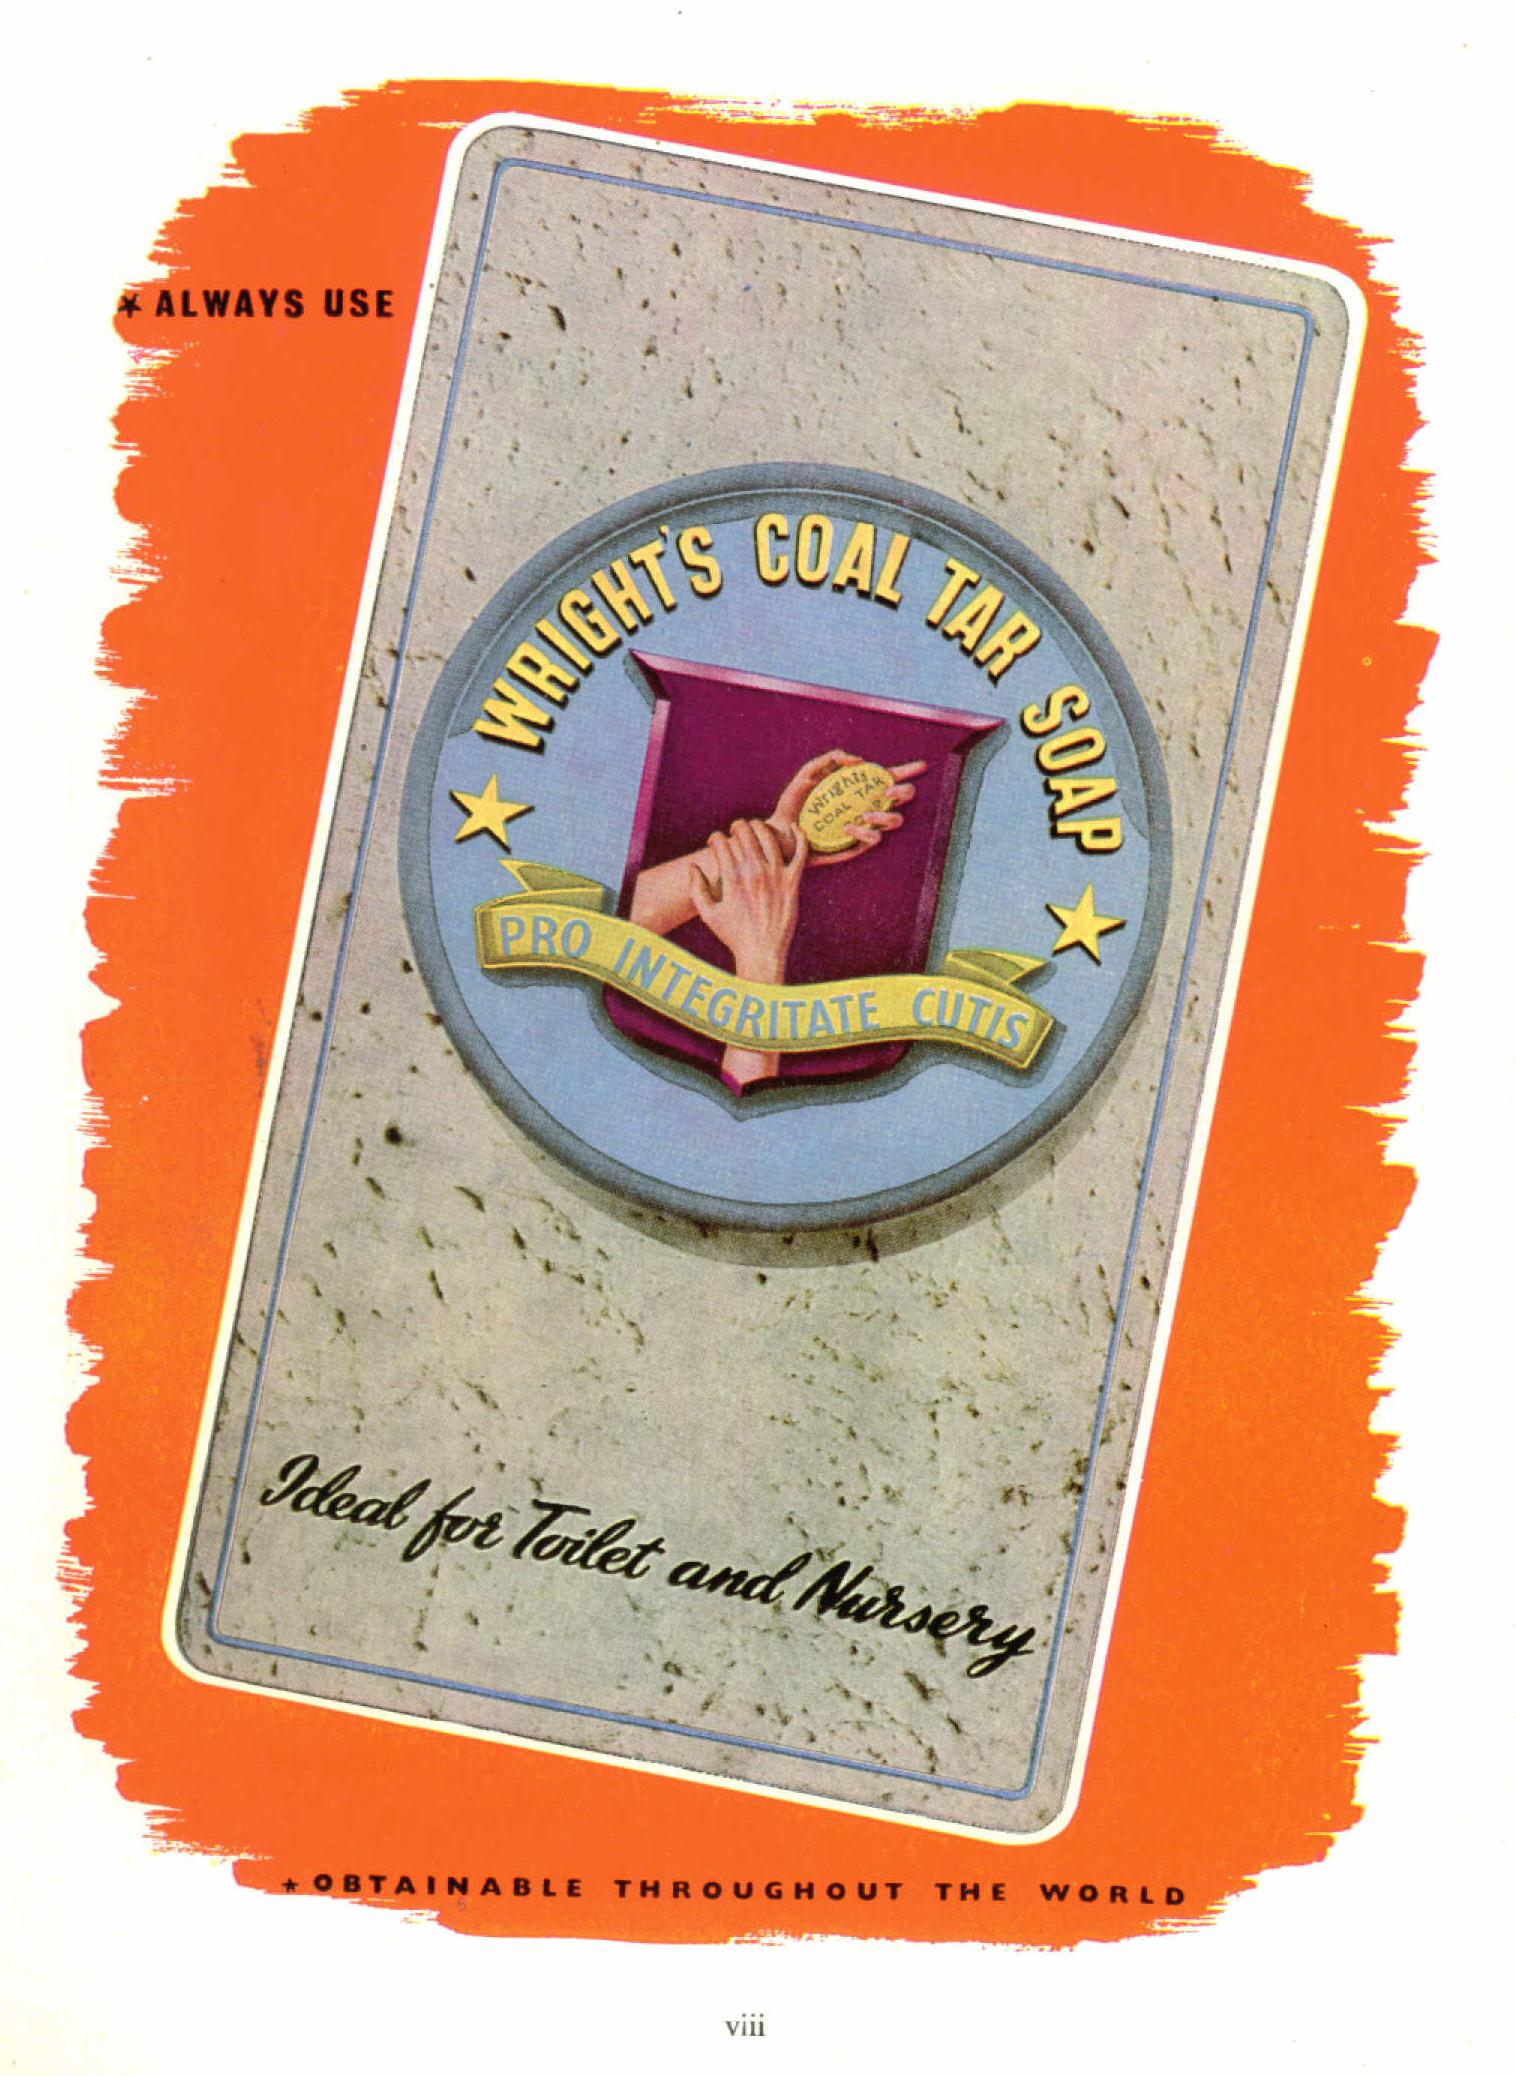 ★ ALWAYS USE
WRIGHT'S COAL TAR SOAP
Wright's
COAL TAR
SOAP
PRO INTEGRITATE CUTIS
Ideal for Toilet and Nursery
★ OBTAINABLE THROUGHOUT THE WORLD
viii